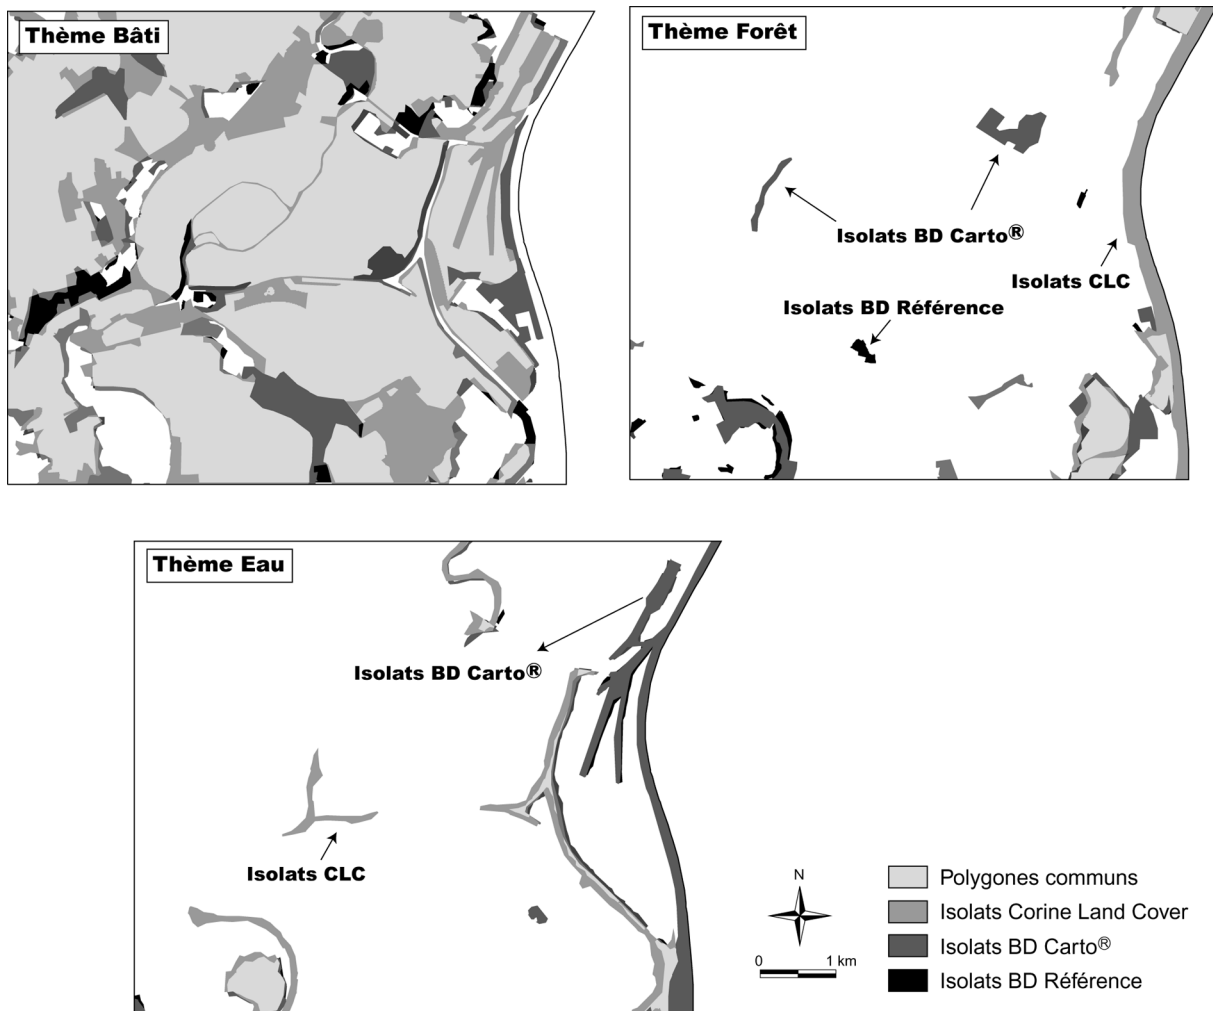 Thème Bâti
Thème Forêt
Isolats BD Carto®
Isolats CLC
Isolats BD Référence
Thème Eau
Isolats BD Carto®
Isolats CLC
N
0 1 km
Polygones communs
Isolats Corine Land Cover
Isolats BD Carto®
Isolats BD Référence